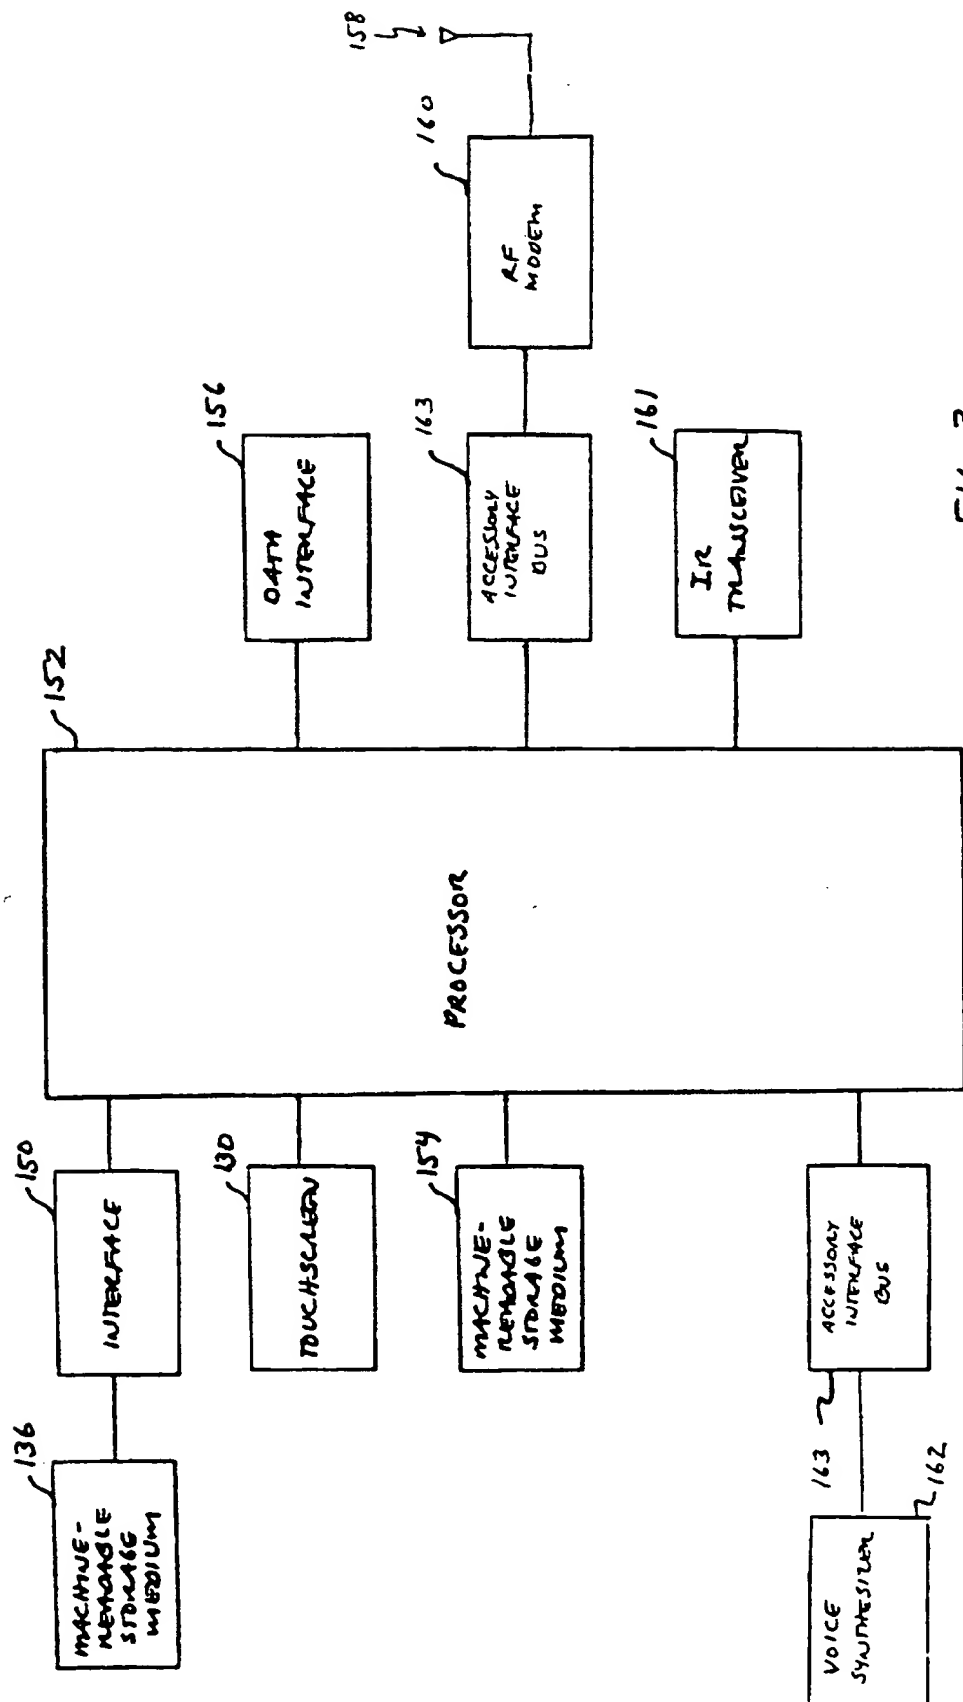 136
MACHINE-
READABLE
STORAGE
MEDIUM
150
INTERFACE
130
TOUCHSCREEN
154
MACHINE-
READABLE
STORAGE
MEDIUM
163
ACCESSORY
INTERFACE
BUS
162
VOICE
SYNTHESIZER
152
PROCESSOR
156
DATA
INTERFACE
163
ACCESSORY
INTERFACE
BUS
161
IR
TRANSCEIVER
160
RF
MODEM
158